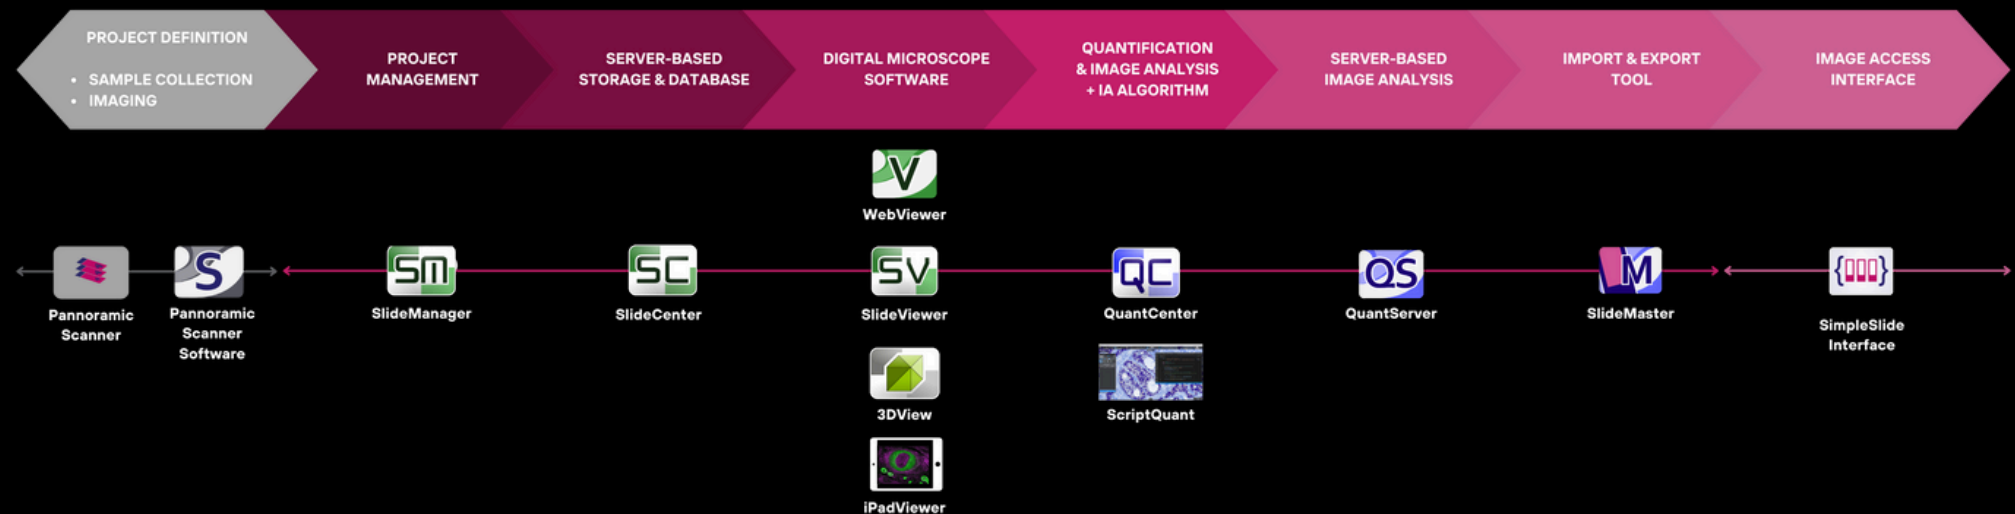 PROJECT DEFINITION
• SAMPLE COLLECTION
• IMAGING
PROJECT
MANAGEMENT
SERVER-BASED
STORAGE & DATABASE
DIGITAL MICROSCOPE
SOFTWARE
QUANTIFICATION
& IMAGE ANALYSIS
+ IA ALGORITHM
SERVER-BASED
IMAGE ANALYSIS
IMPORT & EXPORT
TOOL
IMAGE ACCESS
INTERFACE
V
WebViewer
Pannoramic
Scanner
S
Pannoramic
Scanner
Software
SM
SlideManager
SC
SlideCenter
SV
SlideViewer
QC
QuantCenter
QS
QuantServer
M
SlideMaster
SimpleSlide
Interface
3DView
ScriptQuant
iPadViewer